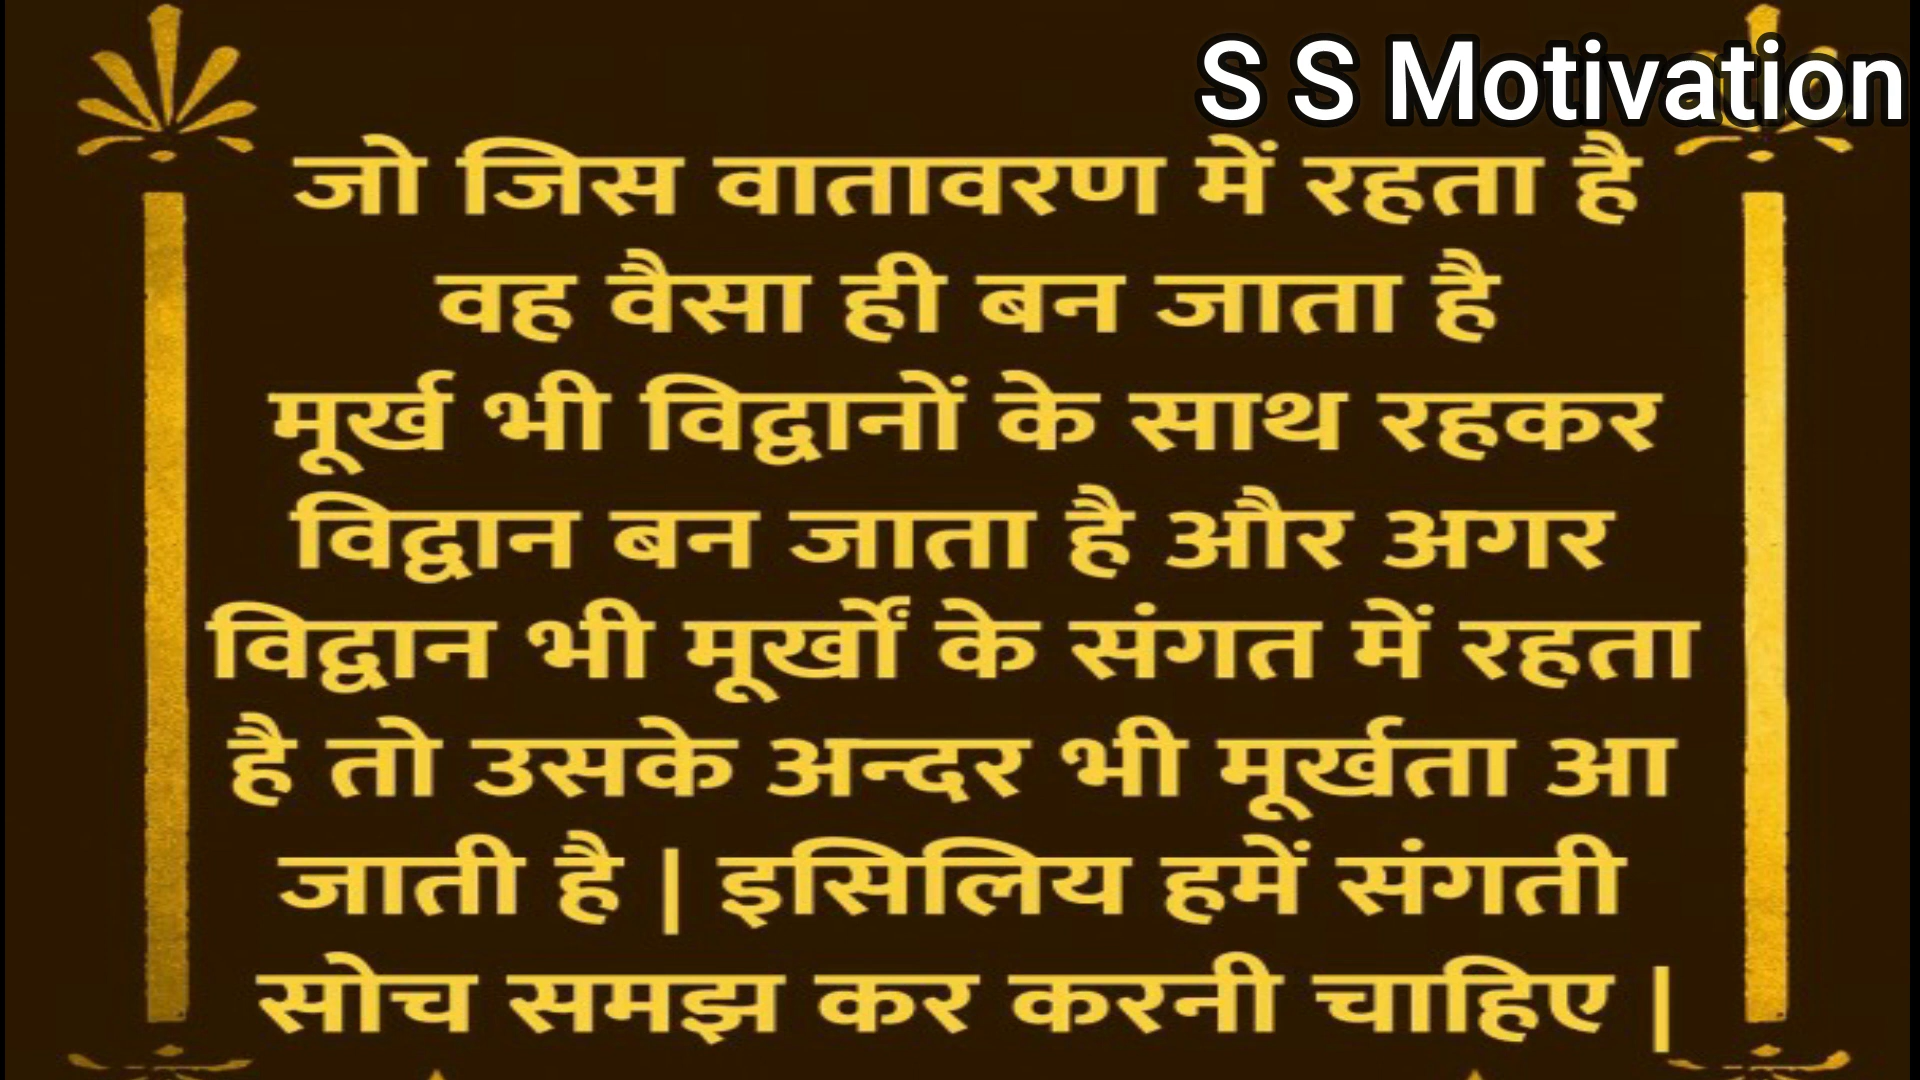 S S Motivation
जो जिस वातावरण में रहता है
वह वैसा ही बन जाता है
मूर्ख भी विद्वानों के साथ रहकर
विद्वान बन जाता है और अगर
विद्वान भी मूर्खों के संगत में रहता
है तो उसके अन्दर भी मूर्खता आ
जाती है | इसिलिय हमें संगती
सोच समझ कर करनी चाहिए |